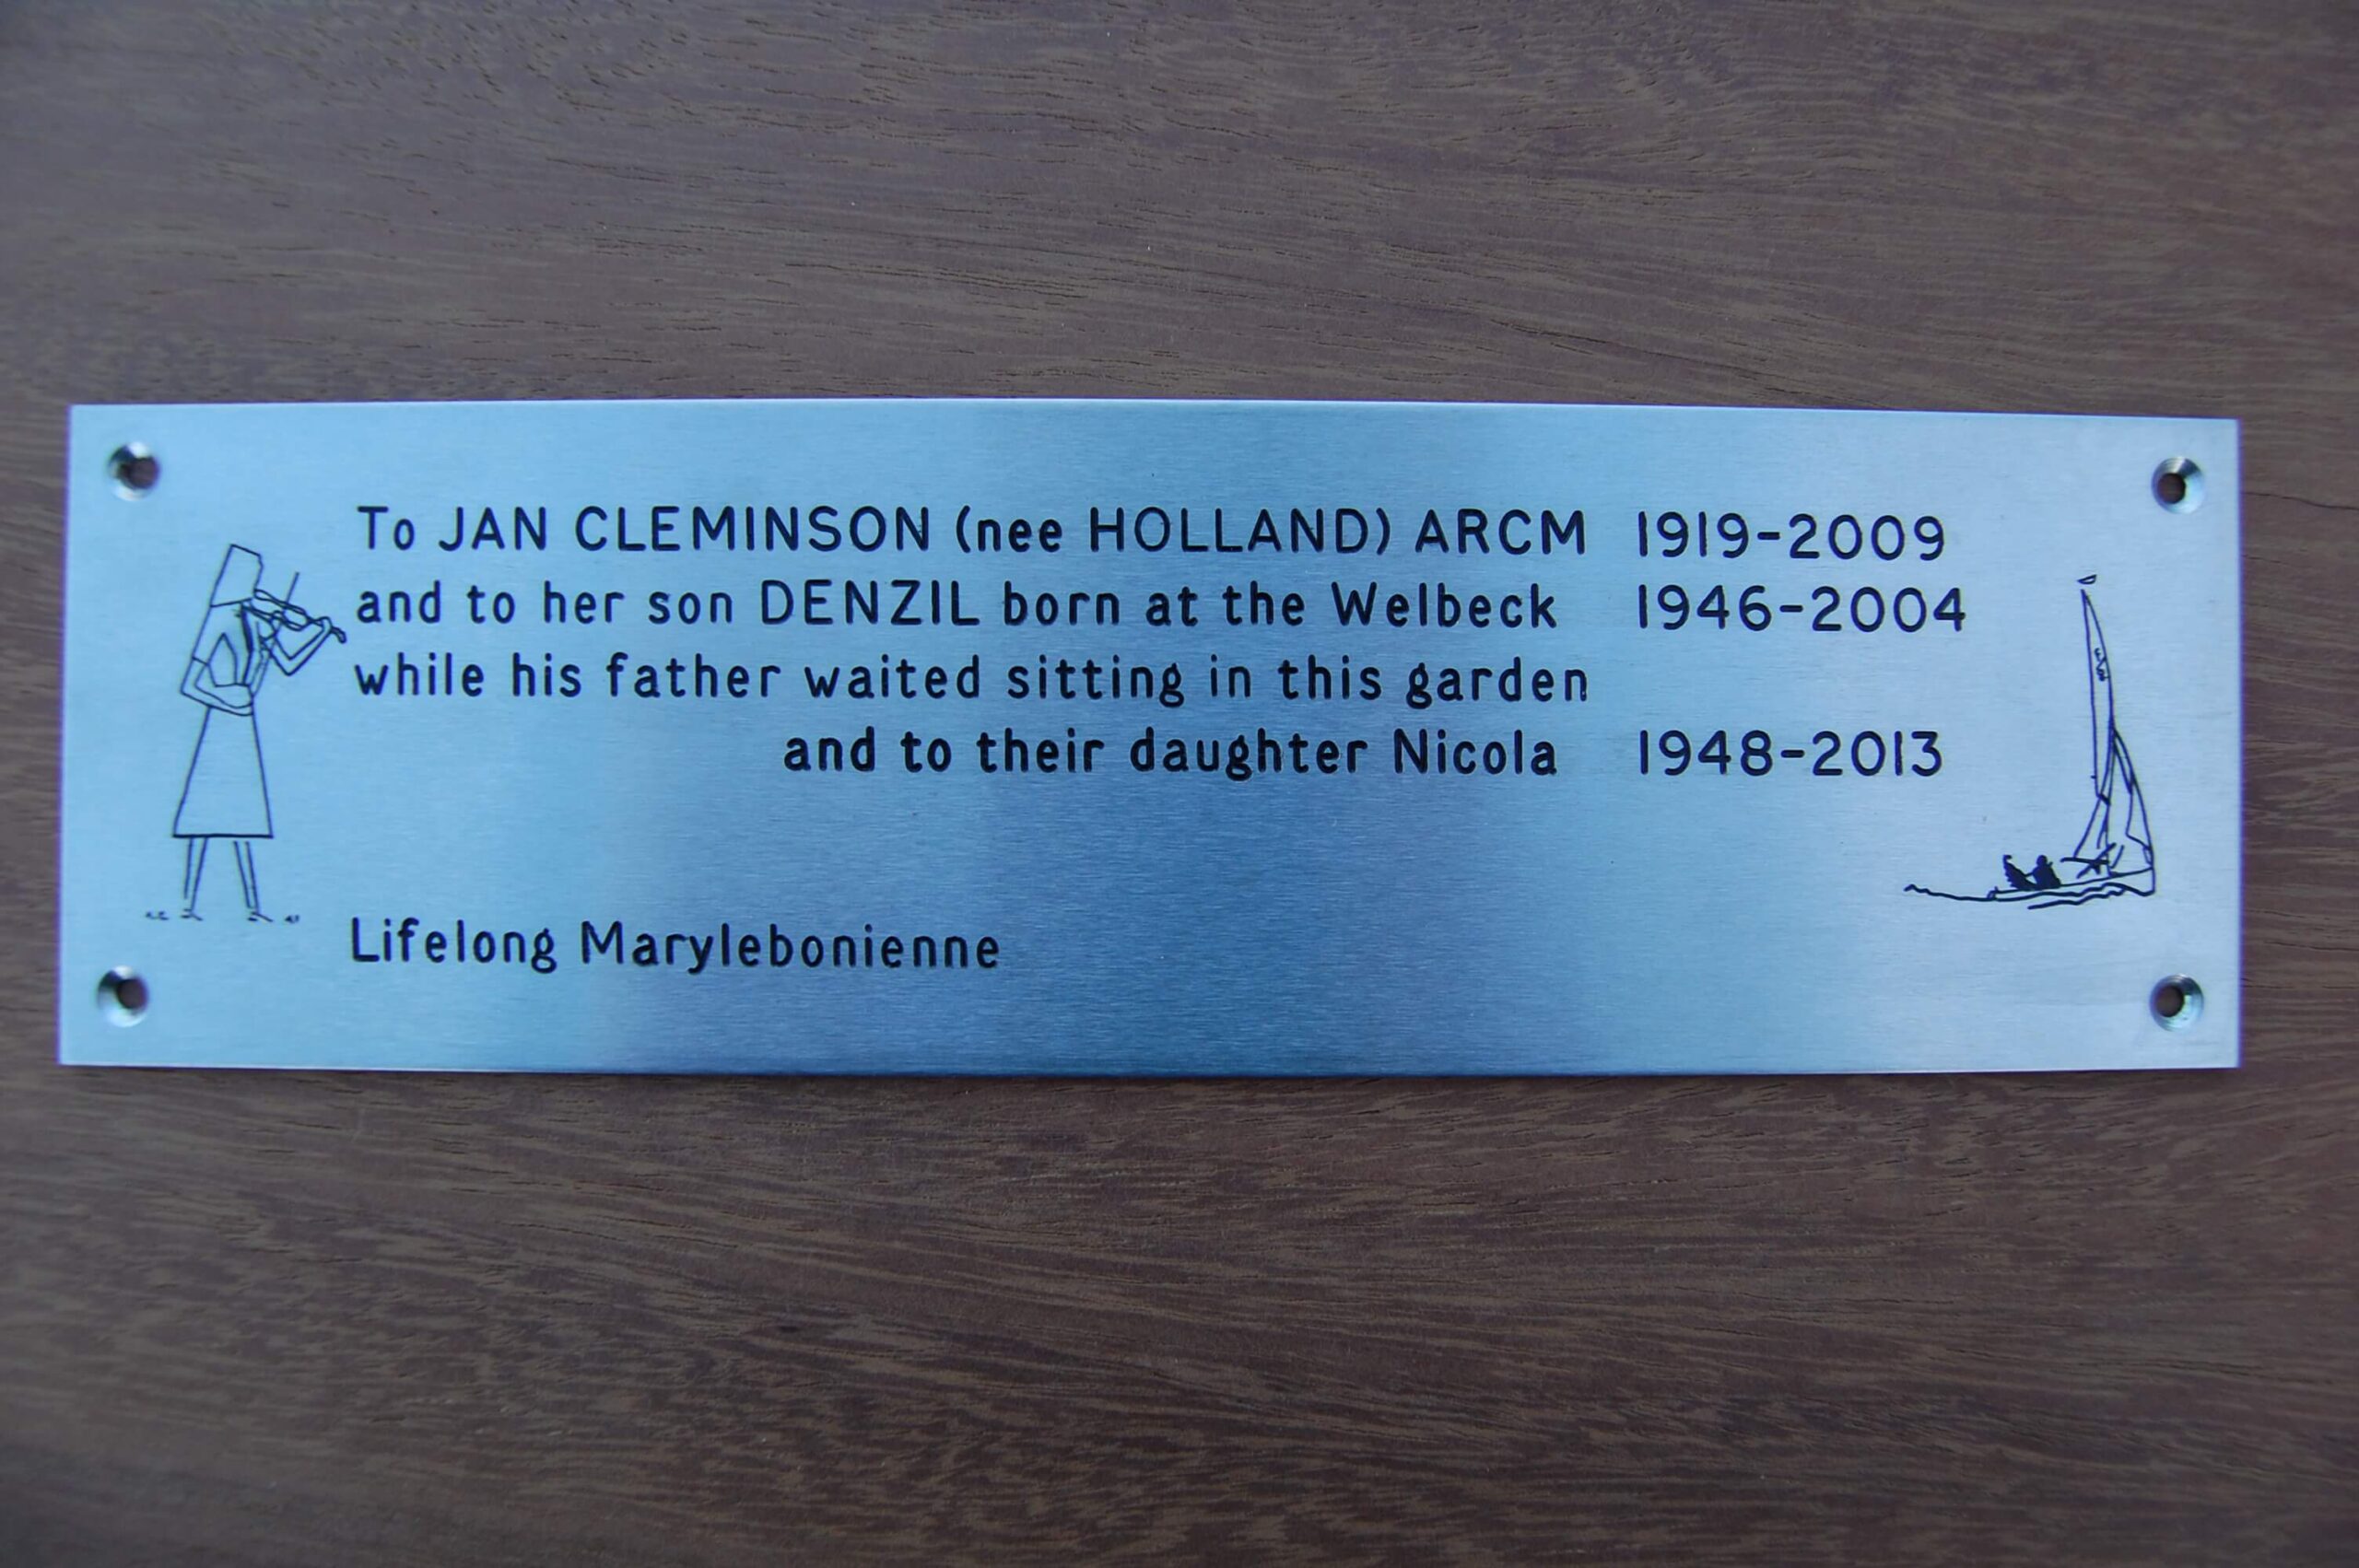 To JAN CLEMINSON (nee HOLLAND) ARCM 1919-2009
and to her son DENZIL born at the Welbeck 1946-2004
while his father waited sitting in this garden
and to their daughter Nicola 1948-2013
Lifelong Marylebonienne